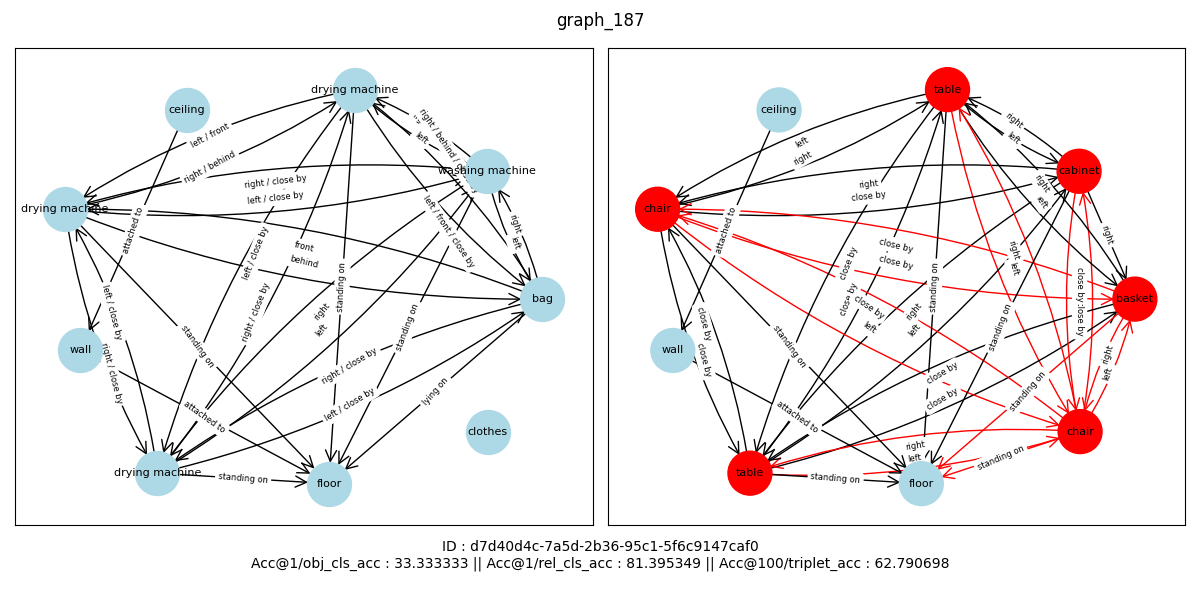 graph_187
drying machine
ceiling
washing machine
drying machine
bag
wall
clothes
drying machine
floor
left / front
right / behind
right / close by
left / close by
attached to
left
right
left
left / front / close by
front
behind
left / close by
right / close by
standing on
right
left
standing on
left / close by
right / close by
standing on
right / close by
left / close by
lying on
attached to
standing on
table
ceiling
cabinet
chair
basket
wall
chair
table
floor
right
left
left
right
right
close by
attached to
right
left
right
close by
close by
close by
close by
standing on
right
left
close by
close by
left
right
left
close by
close by
close by
standing on
standing on
right
left
close by
close by
standing on
attached to
right
left
standing on
standing on
ID : d7d40d4c-7a5d-2b36-95c1-5f6c9147caf0
Acc@1/obj_cls_acc : 33.333333 || Acc@1/rel_cls_acc : 81.395349 || Acc@100/triplet_acc : 62.790698